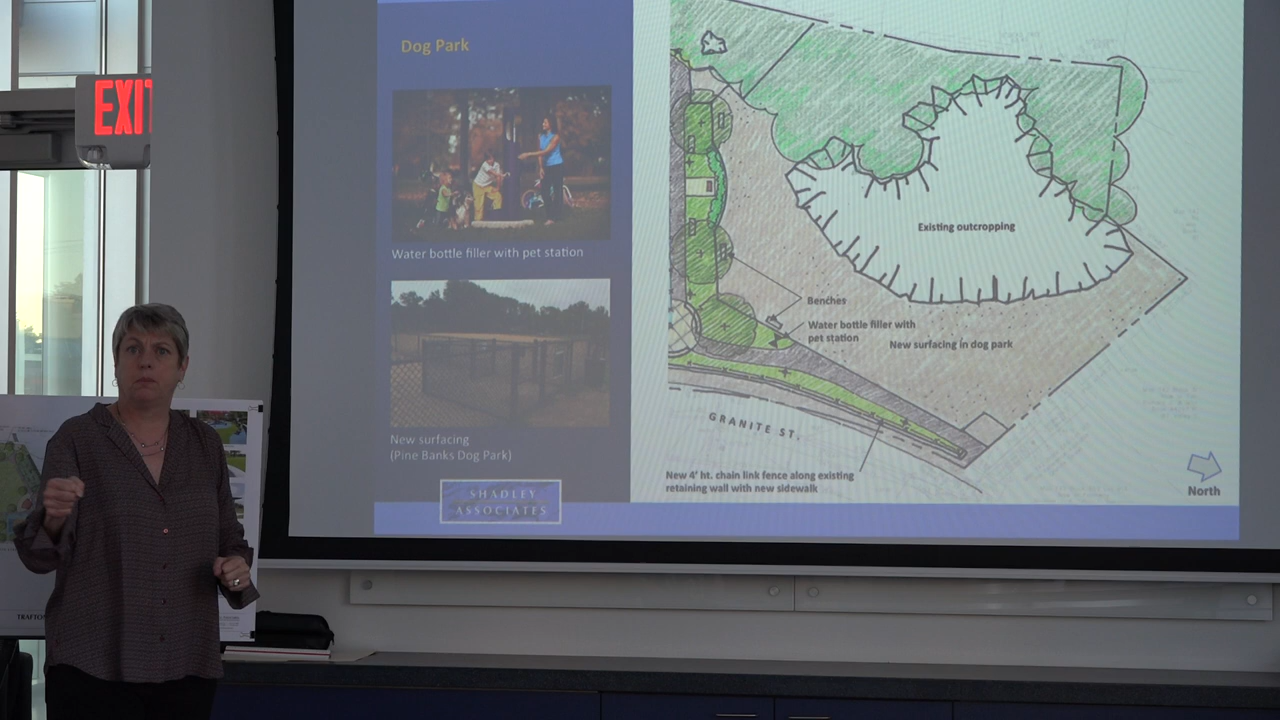 EXIT
Dog Park
Water bottle filler with pet station
New surfacing
(Pine Banks Dog Park)
SHADLEY
ASSOCIATES
Existing outcropping
Benches
Water bottle filler with
pet station
New surfacing in dog park
GRANITE ST.
New 4' ht. chain link fence along existing
retaining wall with new sidewalk
North